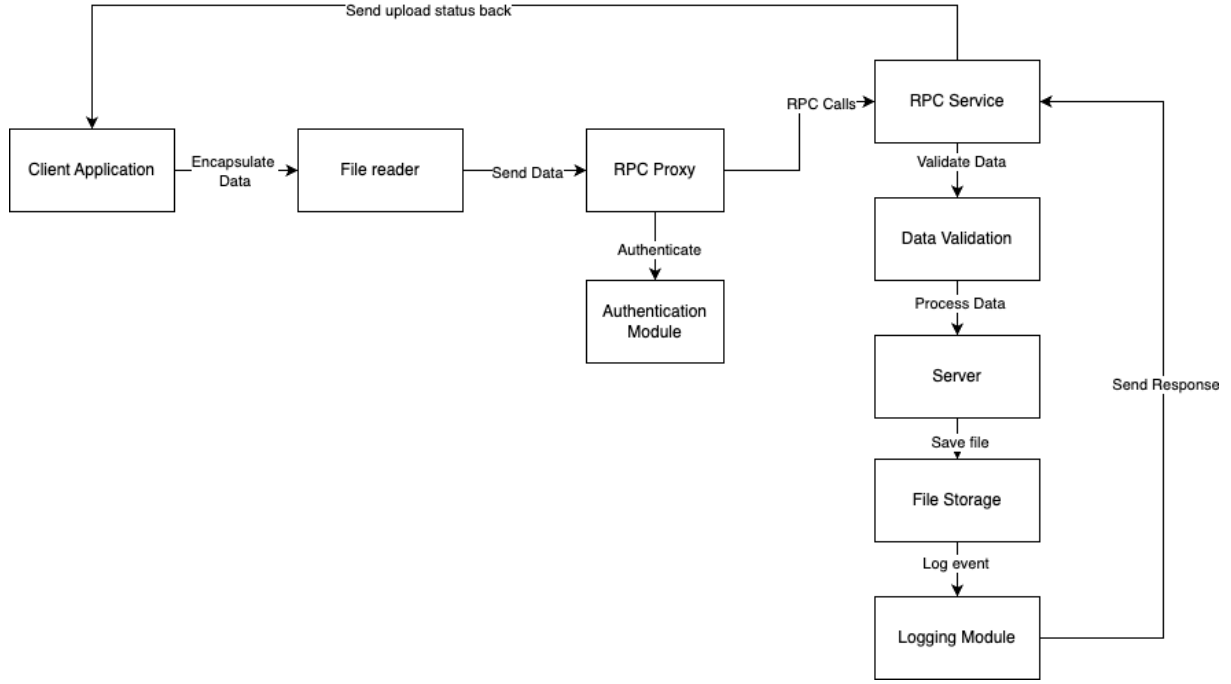 Send upload status back
RPC Service
RPC Calls
Client Application
Encapsulate
Data
File reader
Send Data
RPC Proxy
Validate Data
Authenticate
Data Validation
Authentication
Module
Process Data
Server
Send Response
Save file
File Storage
Log event
Logging Module